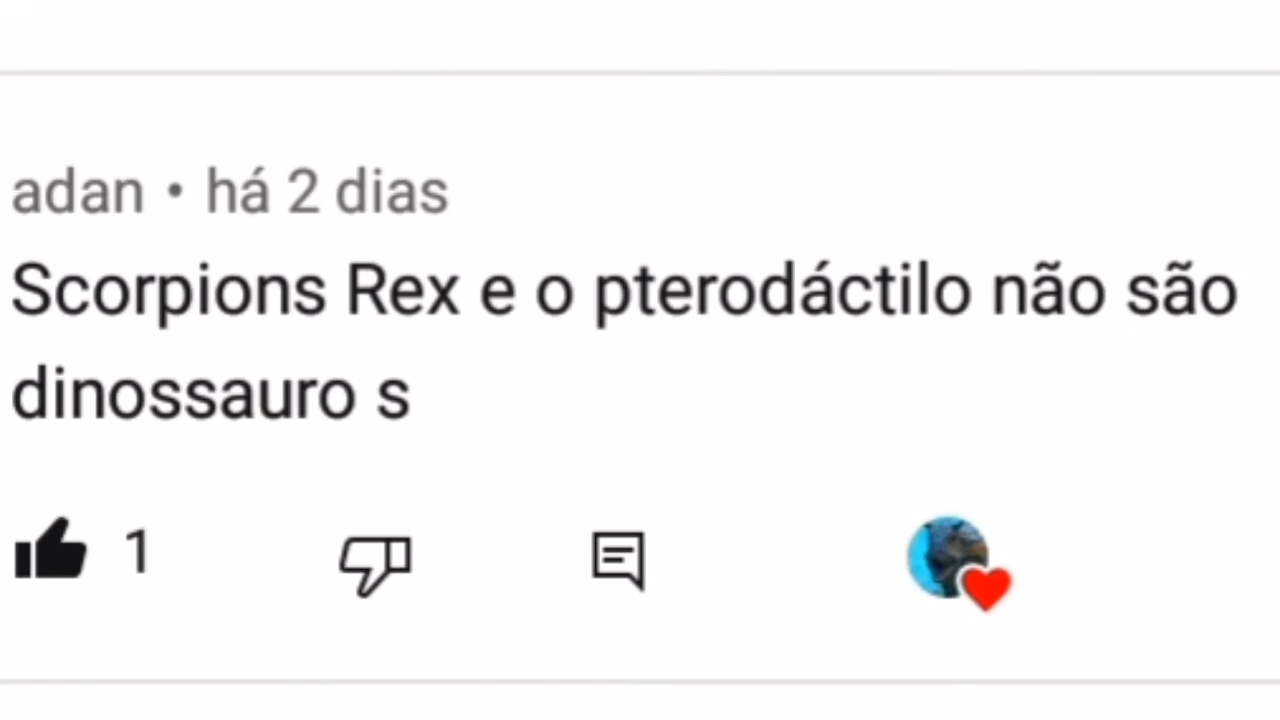 adan • há 2 dias
Scorpions Rex e o pterodáctilo não são
dinossauro s
1